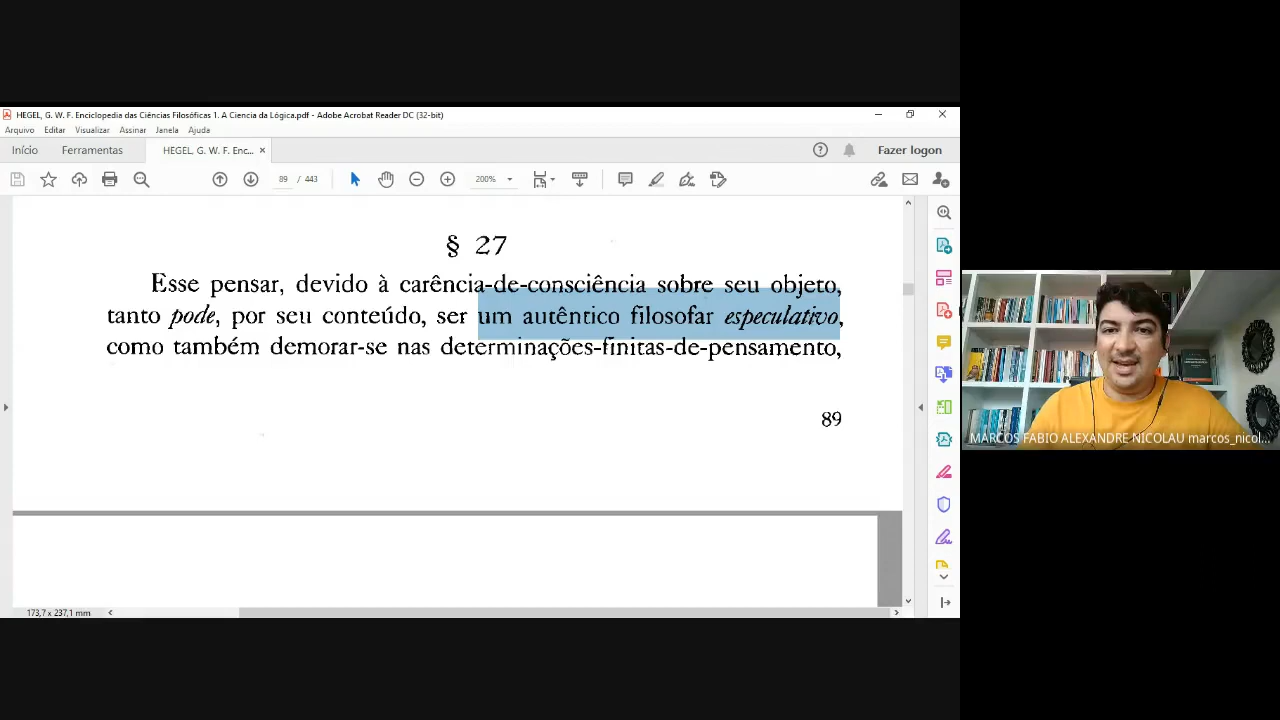 HEGEL, G. W. F. Enciclopedia das Ciências Filosóficas 1. A Ciencia da Lógica.pdf - Adobe Acrobat Reader DC (32-bit)
Arquivo Editar Visualizar Assinar Janela Ajuda
Início Ferramentas HEGEL, G. W. F. Enc... × Fazer logon
89 / 443 200%
§ 27
Esse pensar, devido à carência-de-consciência sobre seu objeto,
tanto pode, por seu conteúdo, ser um autêntico filosofar especulativo,
como também demorar-se nas determinações-finitas-de-pensamento,
89
173,7 x 237,1 mm
MARCOS FABIO ALEXANDRE NICOLAU marcos_nicol...